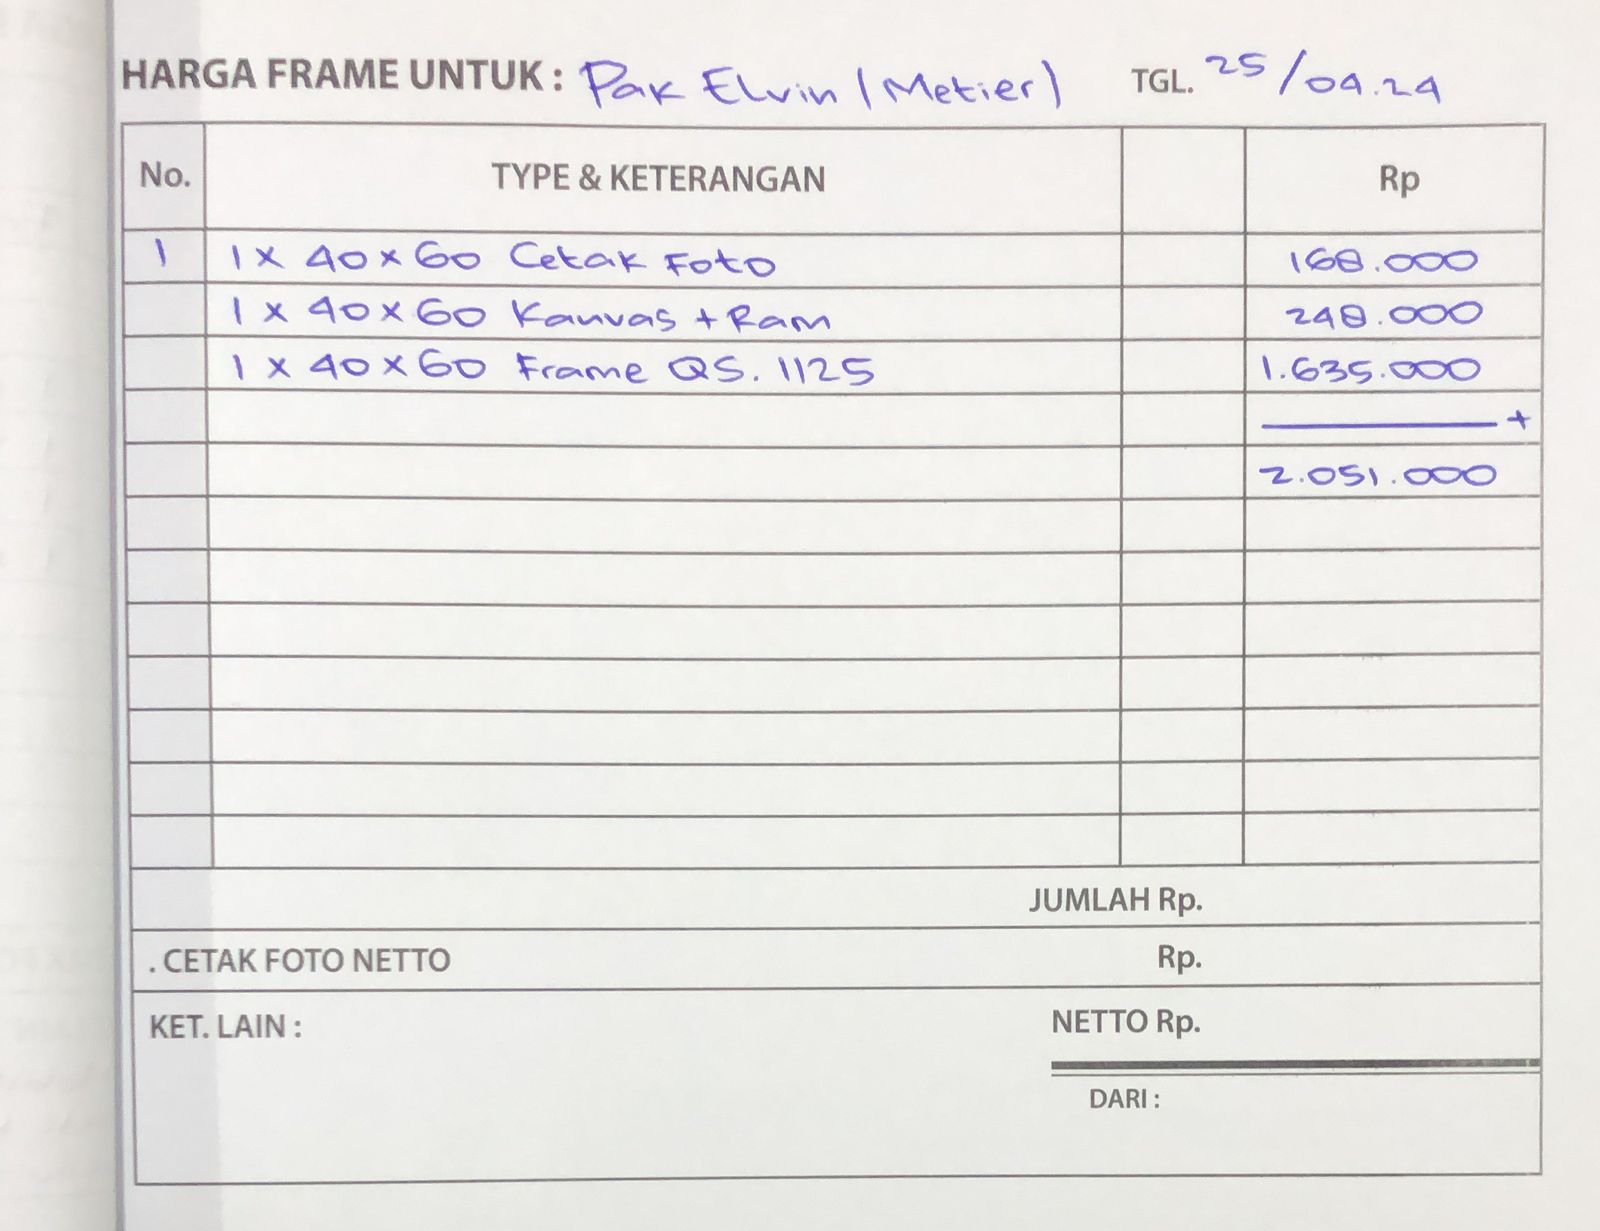 HARGA FRAME UNTUK : Pak Elvin (Metier) TGL. 25/04.24
No. TYPE & KETERANGAN Rp
1 1 x 40 x 60 Cetak Foto 168.000
1 x 40 x 60 Kanvas + Ram 248.000
1 x 40 x 60 Frame QS. 1125 1.635.000
+
2.051.000
JUMLAH Rp.
. CETAK FOTO NETTO Rp.
KET. LAIN : NETTO Rp.
DARI :